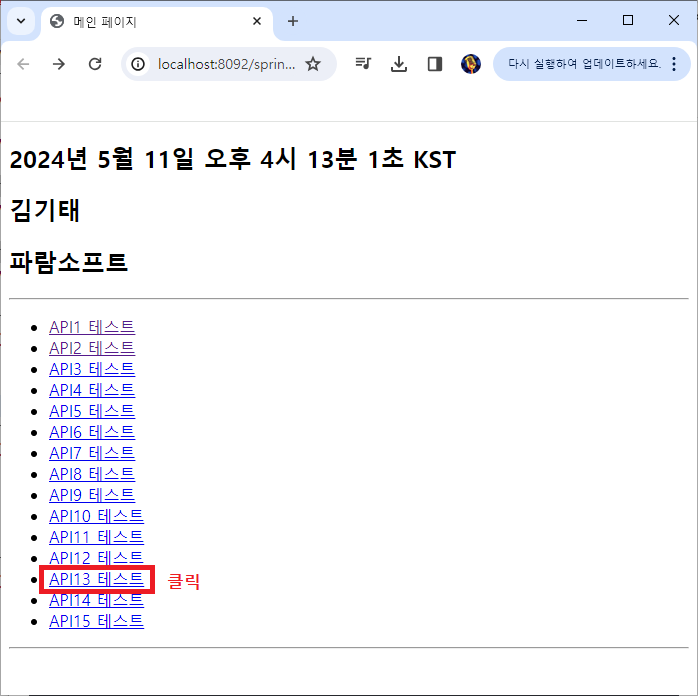 메인 페이지
localhost:8092/sprin...
다시 실행하여 업데이트하세요.
2024년 5월 11일 오후 4시 13분 1초 KST
김기태
파람소프트
API1 테스트
API2 테스트
API3 테스트
API4 테스트
API5 테스트
API6 테스트
API7 테스트
API8 테스트
API9 테스트
API10 테스트
API11 테스트
API12 테스트
API13 테스트 클릭
API14 테스트
API15 테스트